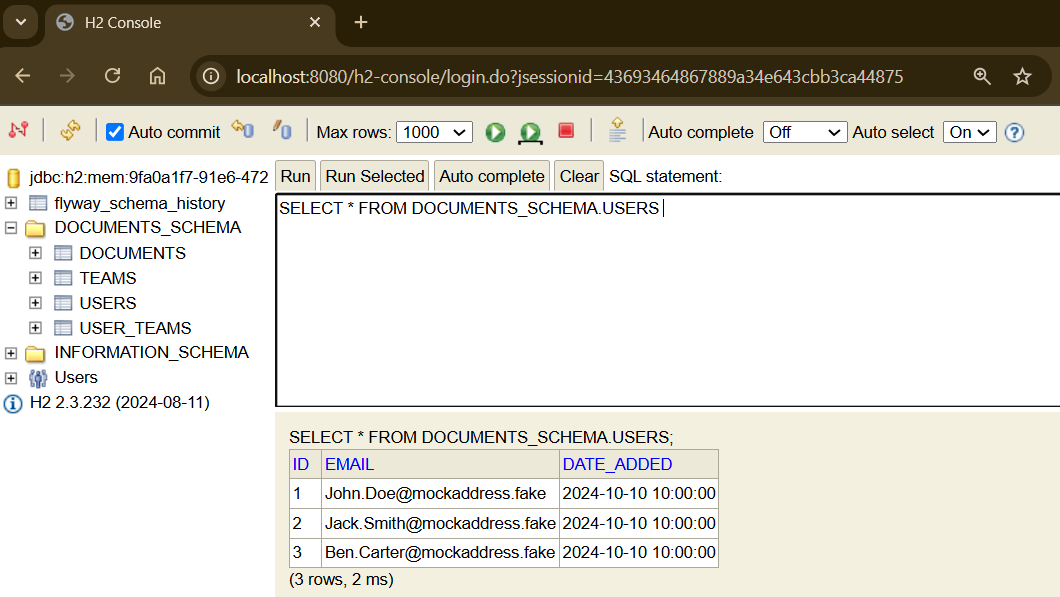 H2 Console
localhost:8080/h2-console/login.do?jsessionid=43693464867889a34e643cbb3ca44875
Auto commit Max rows: 1000 Auto complete Off Auto select On ?
jdbc:h2:mem:9fa0a1f7-91e6-472
flyway_schema_history
DOCUMENTS_SCHEMA
DOCUMENTS
TEAMS
USERS
USER_TEAMS
INFORMATION_SCHEMA
Users
H2 2.3.232 (2024-08-11)
Run Run Selected Auto complete Clear SQL statement:
SELECT * FROM DOCUMENTS_SCHEMA.USERS
SELECT * FROM DOCUMENTS_SCHEMA.USERS;
ID EMAIL DATE_ADDED
1 John.Doe@mockaddress.fake 2024-10-10 10:00:00
2 Jack.Smith@mockaddress.fake 2024-10-10 10:00:00
3 Ben.Carter@mockaddress.fake 2024-10-10 10:00:00
(3 rows, 2 ms)